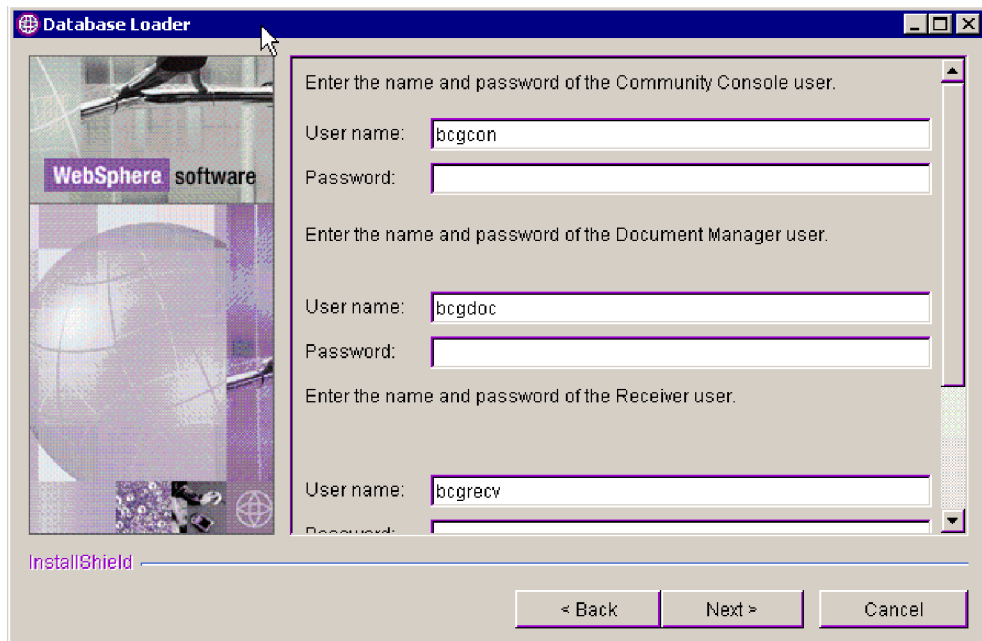 Database Loader
WebSphere software
Enter the name and password of the Community Console user.
User name: bcgcon
Password:
Enter the name and password of the Document Manager user.
User name: bcgdoc
Password:
Enter the name and password of the Receiver user.
User name: bcgrecv
Password:
InstallShield
< Back Next > Cancel